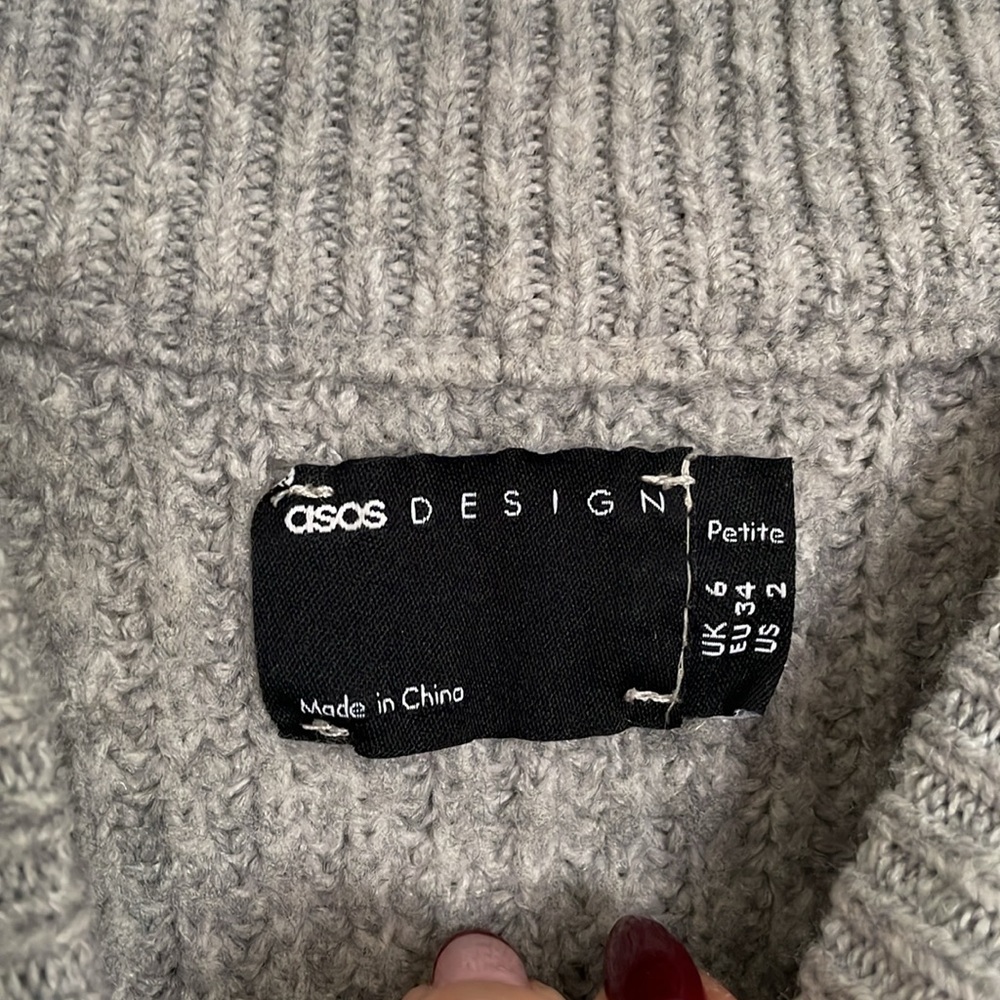 asos DESIGN
Made in China
Petite
UK 6
EU 34
US 2